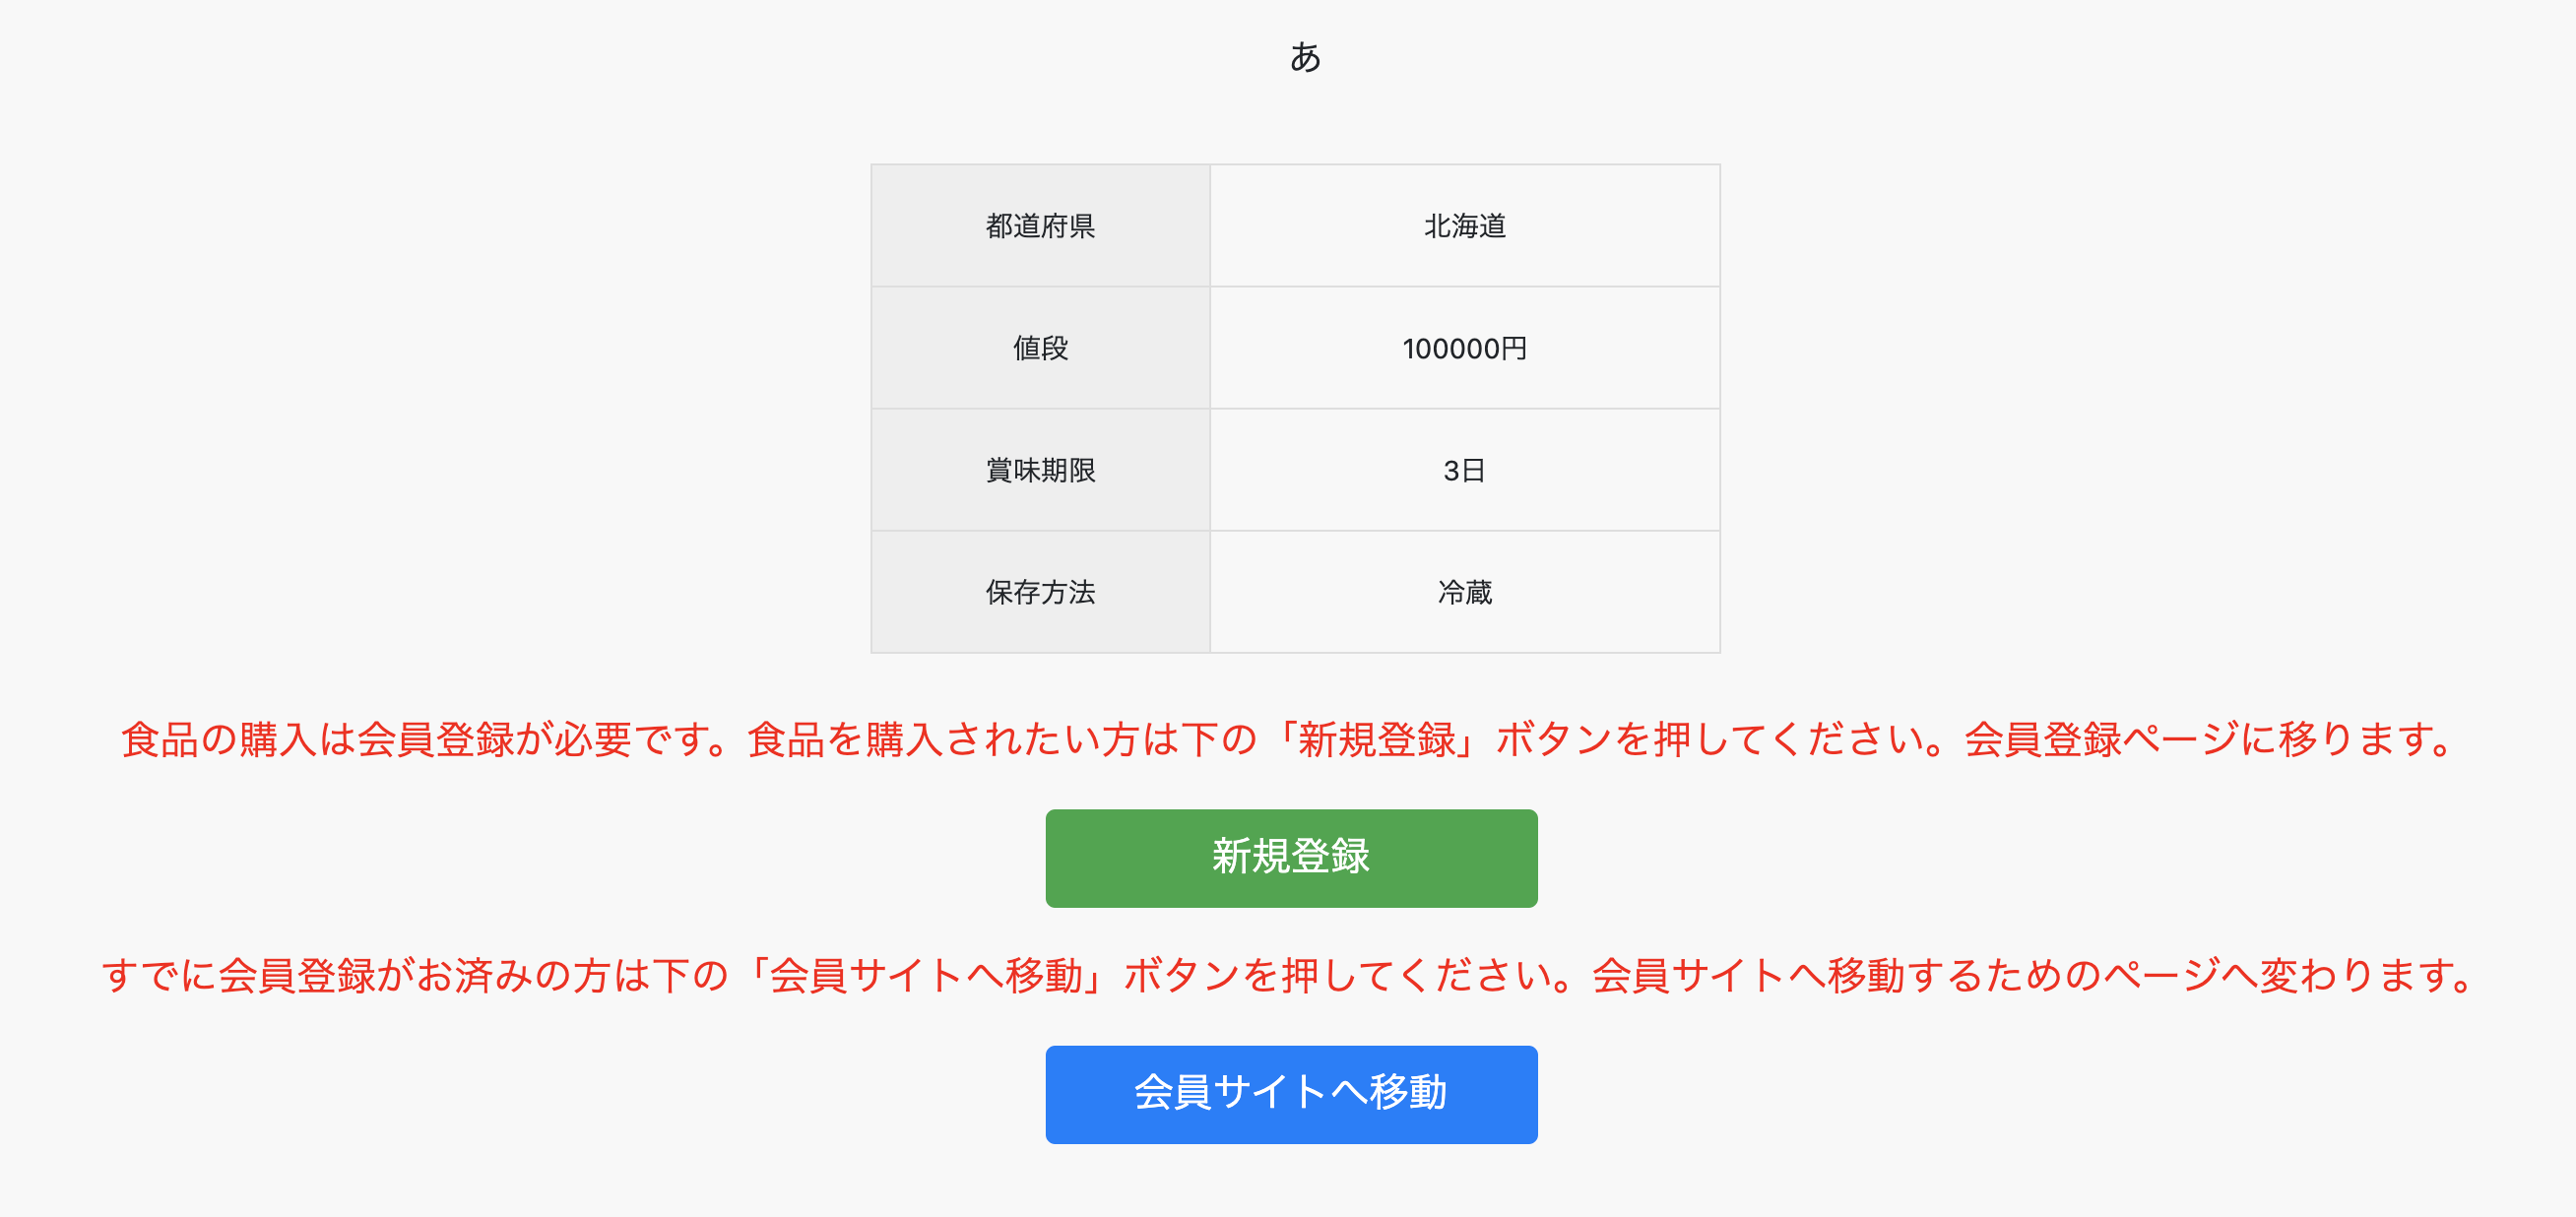 あ
都道府県 北海道
値段 100000円
賞味期限 3日
保存方法 冷蔵
食品の購入は会員登録が必要です。食品を購入されたい方は下の「新規登録」ボタンを押してください。会員登録ページに移ります。
新規登録
すでに会員登録がお済みの方は下の「会員サイトへ移動」ボタンを押してください。会員サイトへ移動するためのページへ変わります。
会員サイトへ移動